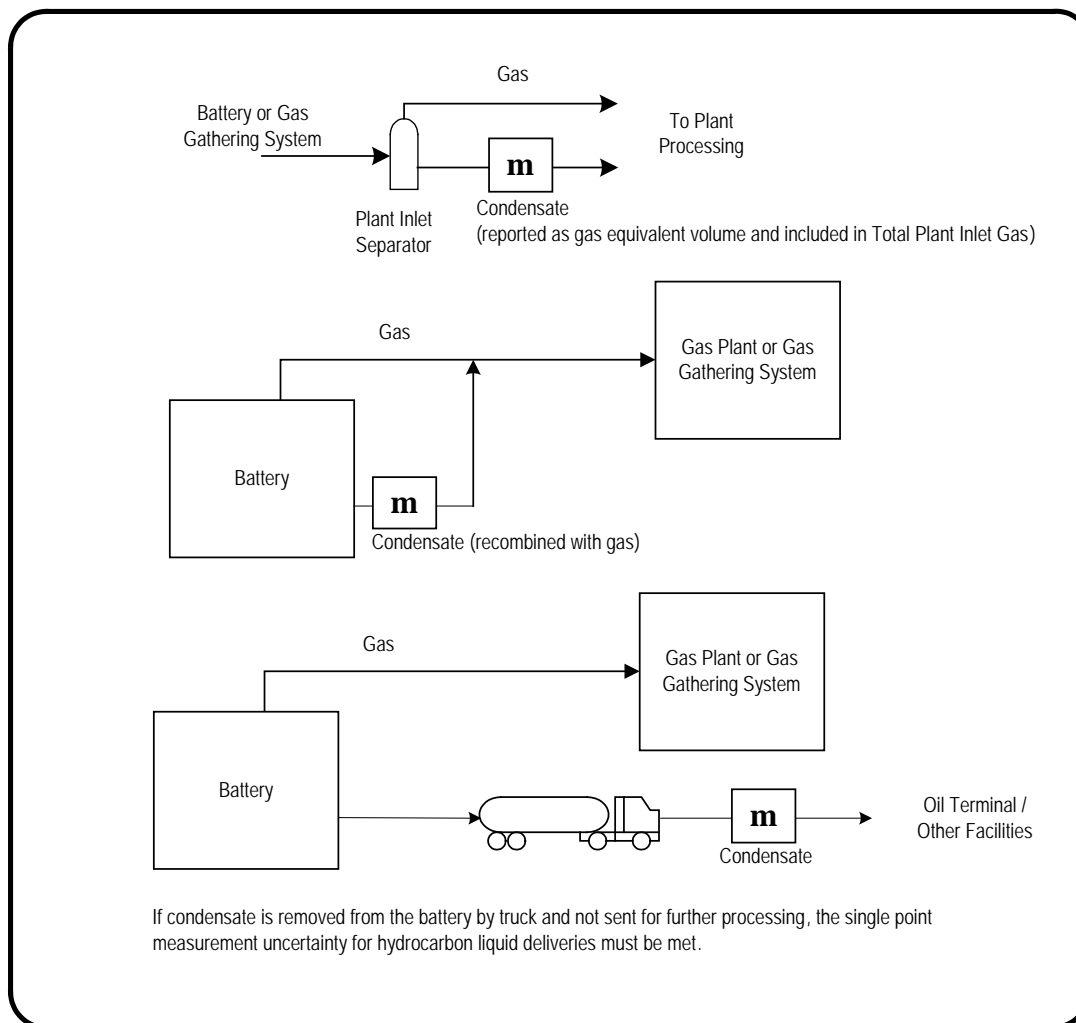 Gas
Battery or Gas
Gathering System
To Plant
Processing
m
Plant Inlet
Separator
Condensate
(reported as gas equivalent volume and included in Total Plant Inlet Gas)
Gas
Gas Plant or Gas
Gathering System
Battery
m
Condensate (recombined with gas)
Gas
Gas Plant or Gas
Gathering System
Battery
m
Condensate
Oil Terminal /
Other Facilities
If condensate is removed from the battery by truck and not sent for further processing, the single point
measurement uncertainty for hydrocarbon liquid deliveries must be met.